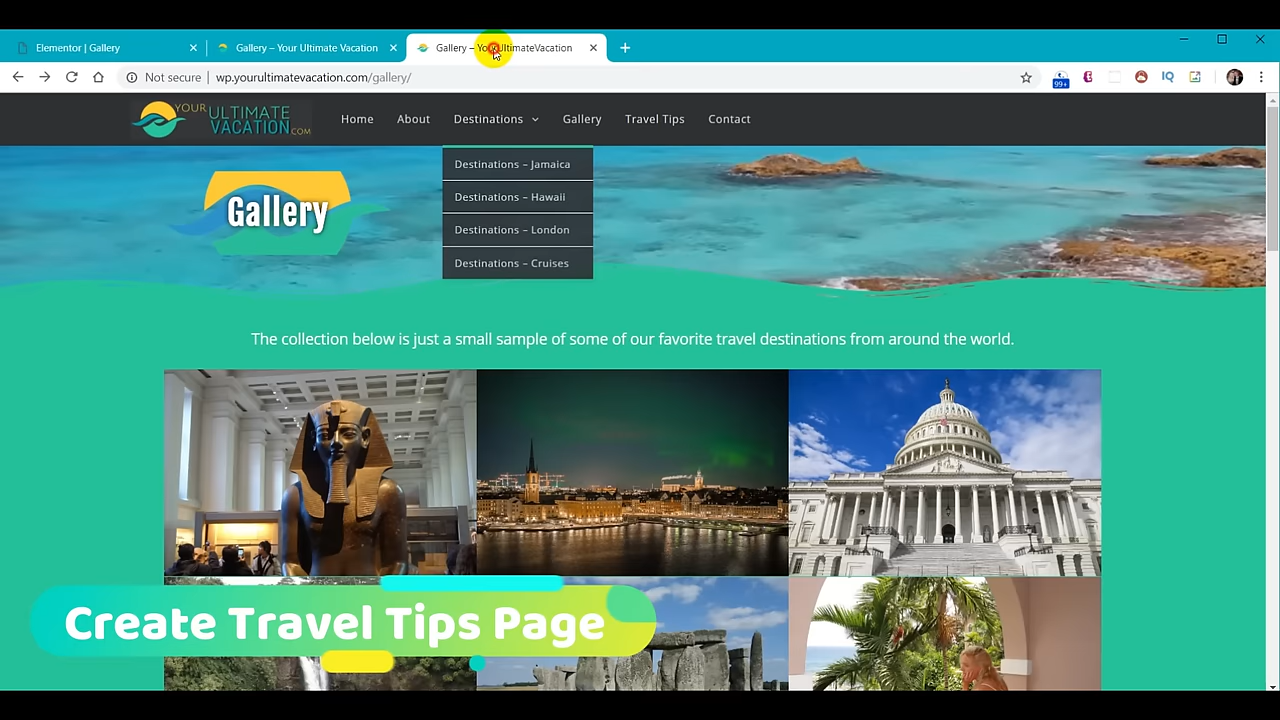 Elementor | Gallery
Gallery – Your Ultimate Vacation
Gallery – YourUltimateVacation
Not secure | wp.yourultimatevacation.com/gallery/
99+
IQ
YOUR ULTIMATE VACATION.COM
Home About Destinations Gallery Travel Tips Contact
Destinations – Jamaica
Destinations – Hawaii
Destinations – London
Destinations – Cruises
Gallery
The collection below is just a small sample of some of our favorite travel destinations from around the world.
Create Travel Tips Page